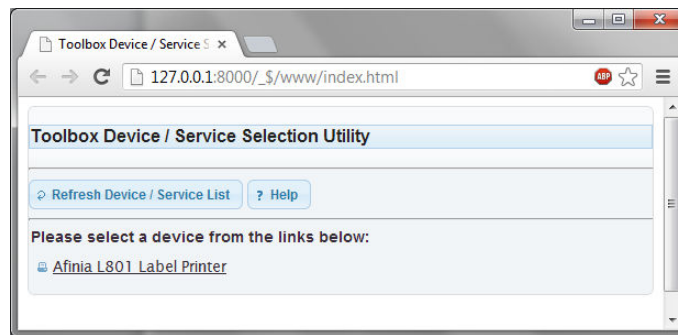 Toolbox Device / Service S
127.0.0.1:8000/_$/www/index.html
ABP
Toolbox Device / Service Selection Utility
Refresh Device / Service List
? Help
Please select a device from the links below:
Afinia L801 Label Printer